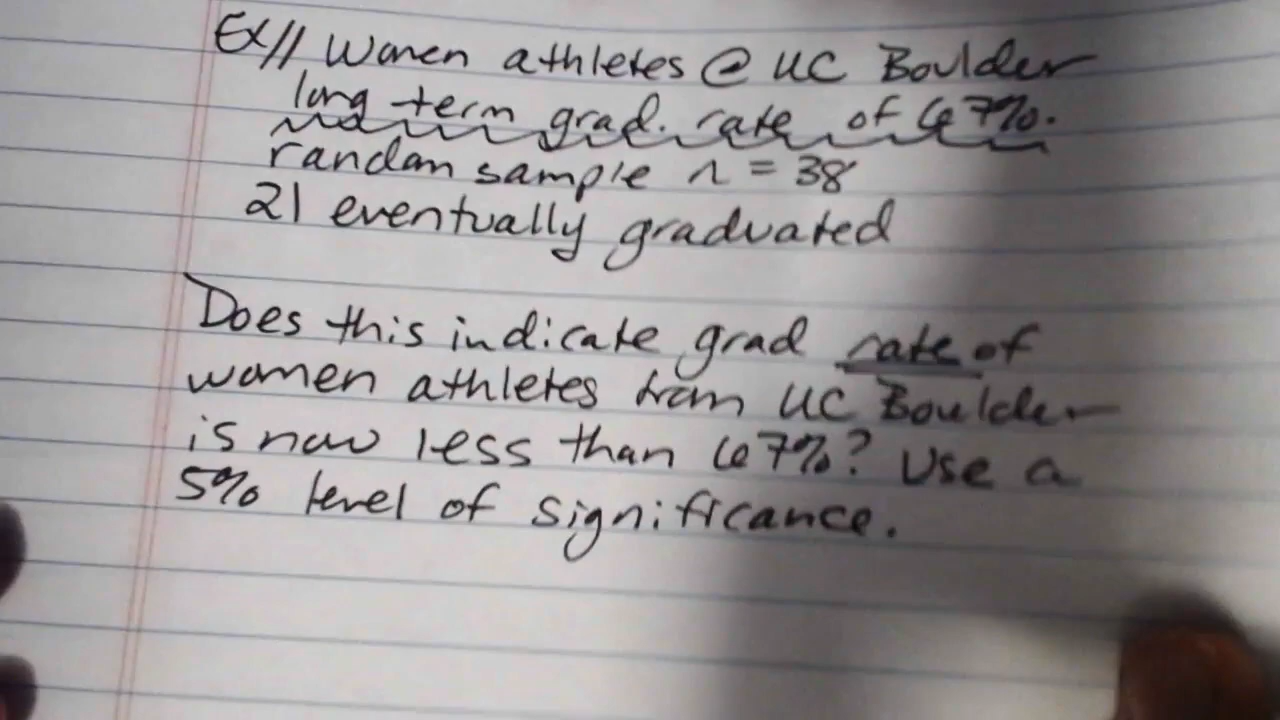 Ex// Women athletes @ UC Boulder
long term grad. rate of 67%.
random sample n = 38
21 eventually graduated
Does this indicate grad rate of
women athletes from UC Boulder
is now less than 67%? Use a
5% level of significance.